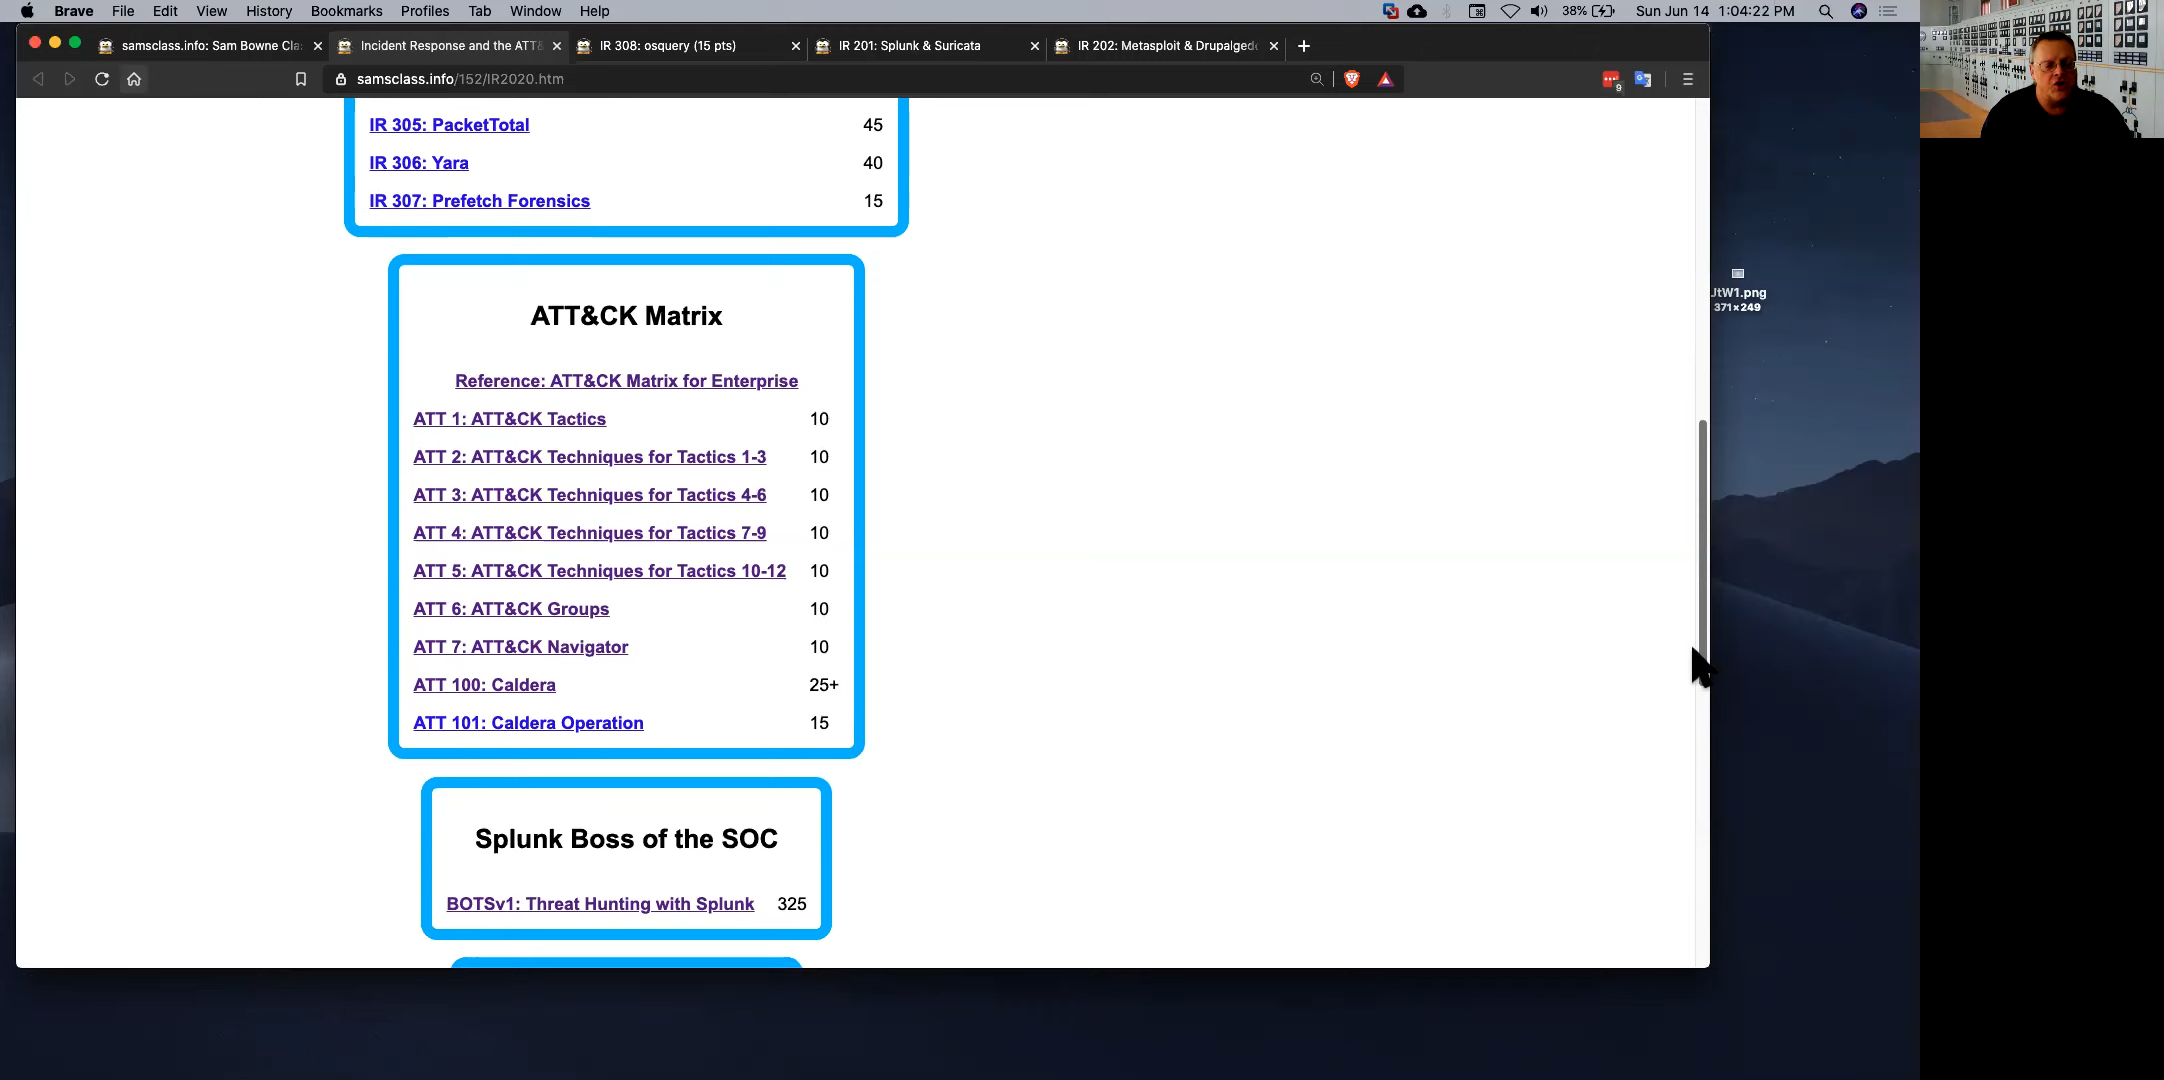 Brave File Edit View History Bookmarks Profiles Tab Window Help 38% Sun Jun 14 1:04:22 PM
samsclass.info: Sam Bowne Cla Incident Response and the ATT& IR 308: osquery (15 pts) IR 201: Splunk & Suricata IR 202: Metasploit & Drupalged
samsclass.info/152/IR2020.htm
9
IR 305: PacketTotal 45
IR 306: Yara 40
IR 307: Prefetch Forensics 15
ATT&CK Matrix
Reference: ATT&CK Matrix for Enterprise
ATT 1: ATT&CK Tactics 10
ATT 2: ATT&CK Techniques for Tactics 1-3 10
ATT 3: ATT&CK Techniques for Tactics 4-6 10
ATT 4: ATT&CK Techniques for Tactics 7-9 10
ATT 5: ATT&CK Techniques for Tactics 10-12 10
ATT 6: ATT&CK Groups 10
ATT 7: ATT&CK Navigator 10
ATT 100: Caldera 25+
ATT 101: Caldera Operation 15
Splunk Boss of the SOC
BOTSv1: Threat Hunting with Splunk 325
JtW1.png
371×249